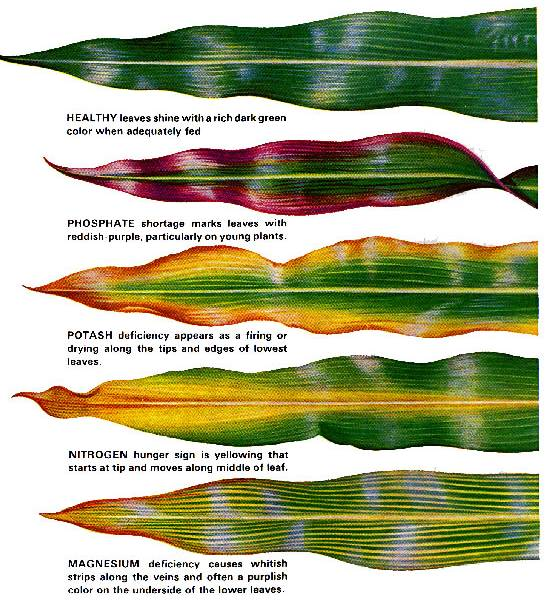 HEALTHY leaves shine with a rich dark green
color when adequately fed
PHOSPHATE shortage marks leaves with
reddish-purple, particularly on young plants.
POTASH deficiency appears as a firing or
drying along the tips and edges of lowest
leaves.
NITROGEN hunger sign is yellowing that
starts at tip and moves along middle of leaf.
MAGNESIUM deficiency causes whitish
strips along the veins and often a purplish
color on the underside of the lower leaves.